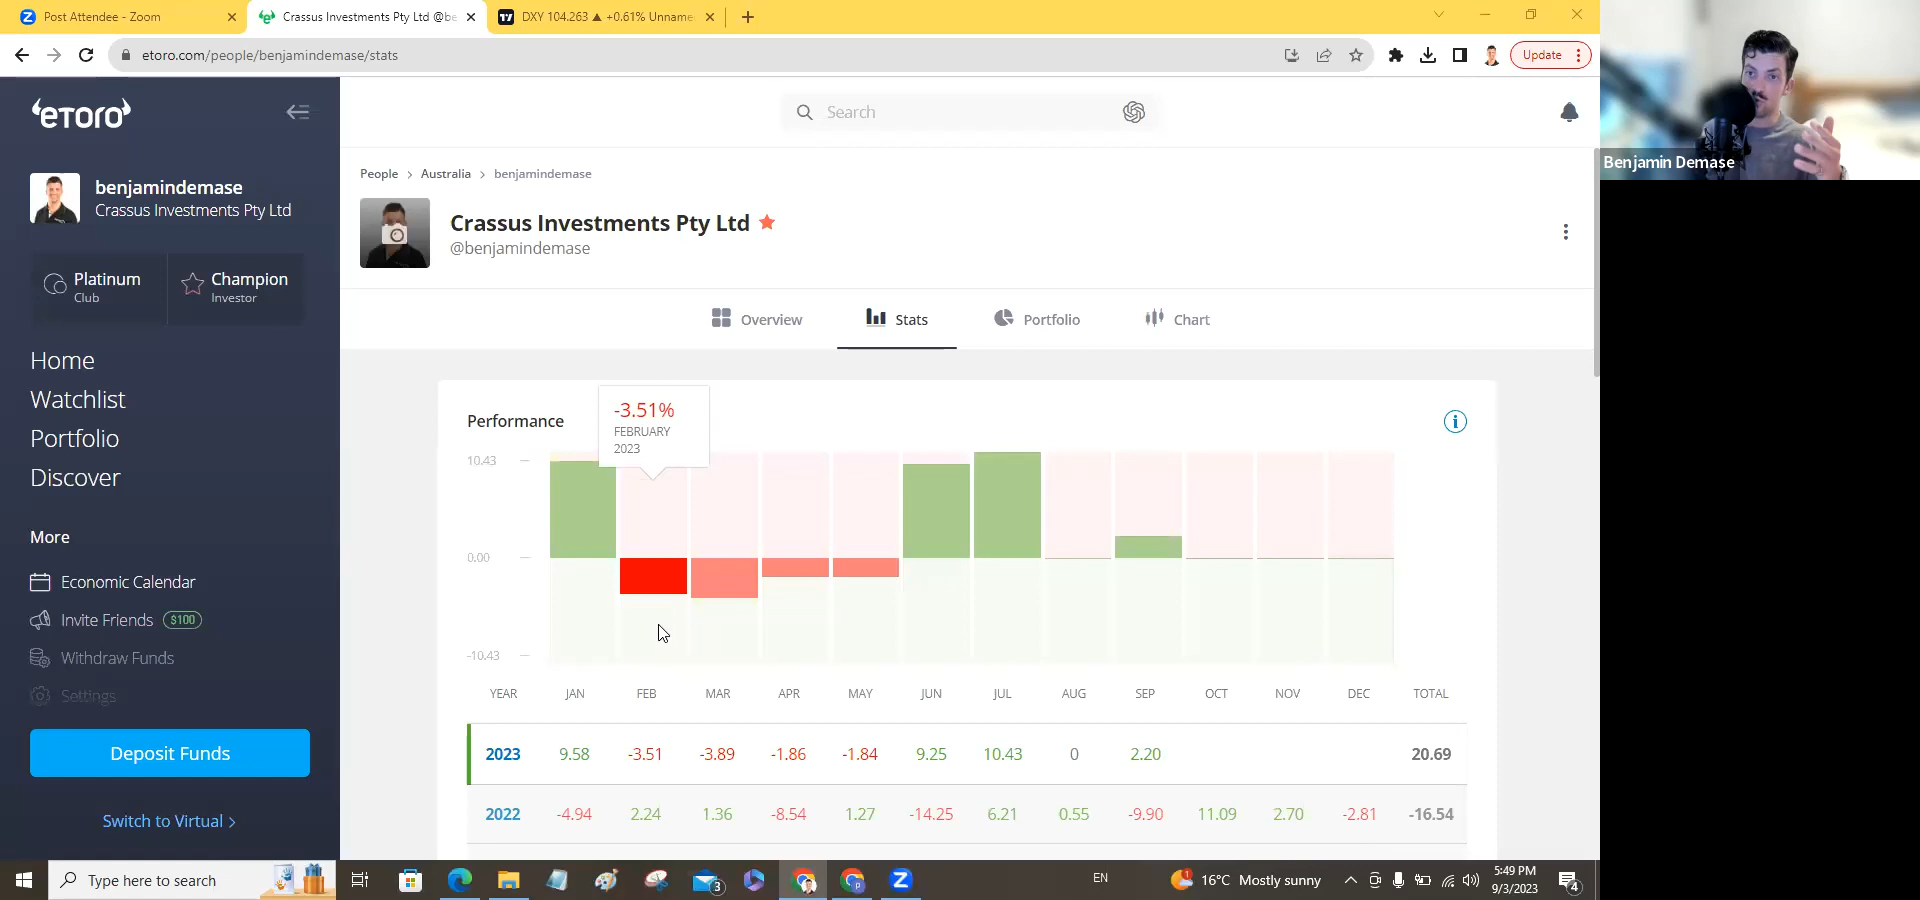 Post Attendee - Zoom
Crassus Investments Pty Ltd @be
DXY 104.263 ▲ +0.61% Unname
etoro.com/people/benjamindemase/stats
Update
Benjamin Demase
eToro
Search
benjamindemase
Crassus Investments Pty Ltd
Platinum
Club
Champion
Investor
Home
Watchlist
Portfolio
Discover
More
Economic Calendar
Invite Friends $100
Withdraw Funds
Settings
Deposit Funds
Switch to Virtual >
People > Australia > benjamindemase
Crassus Investments Pty Ltd
@benjamindemase
Overview
Stats
Portfolio
Chart
Performance
-3.51%
FEBRUARY
2023
10.43
0.00
-10.43
YEAR JAN FEB MAR APR MAY JUN JUL AUG SEP OCT NOV DEC TOTAL
2023 9.58 -3.51 -3.89 -1.86 -1.84 9.25 10.43 0 2.20 20.69
2022 -4.94 2.24 1.36 -8.54 1.27 -14.25 6.21 0.55 -9.90 11.09 2.70 -2.81 -16.54
Type here to search
3
EN
1
16°C Mostly sunny
5:49 PM
9/3/2023
4